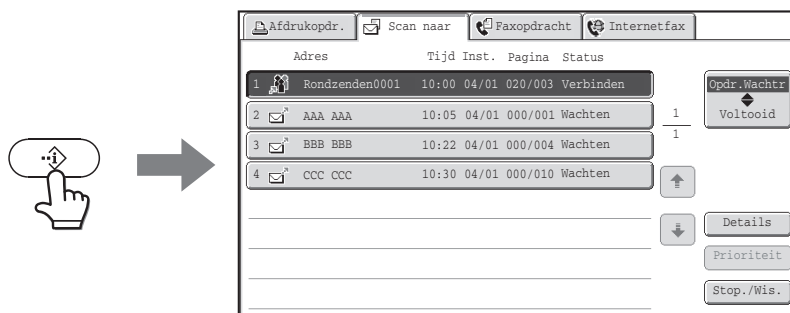 Afdrukopdr. Scan naar Faxopdracht Internetfax
Adres Tijd Inst. Pagina Status
1 Rondzenden0001 10:00 04/01 020/003 Verbinden
2 AAA AAA 10:05 04/01 000/001 Wachten
3 BBB BBB 10:22 04/01 000/004 Wachten
4 CCC CCC 10:30 04/01 000/010 Wachten
1
1
Opdr.Wachtr
Voltooid
Details
Prioriteit
Stop./Wis.